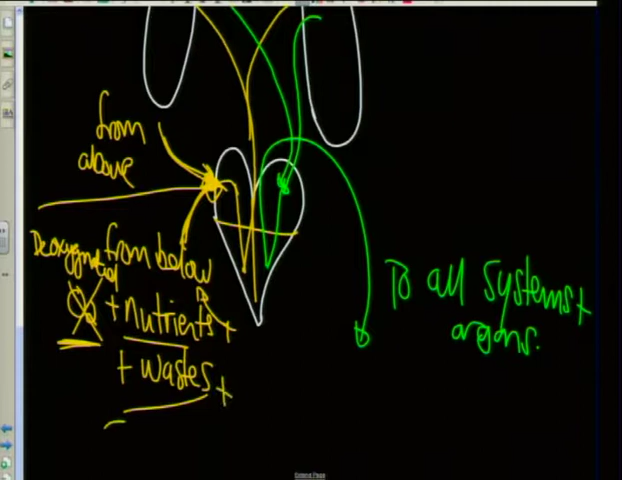 from
above
Deoxygenated
from below
+ nutrients +
+ wastes +
To all systems +
organs.